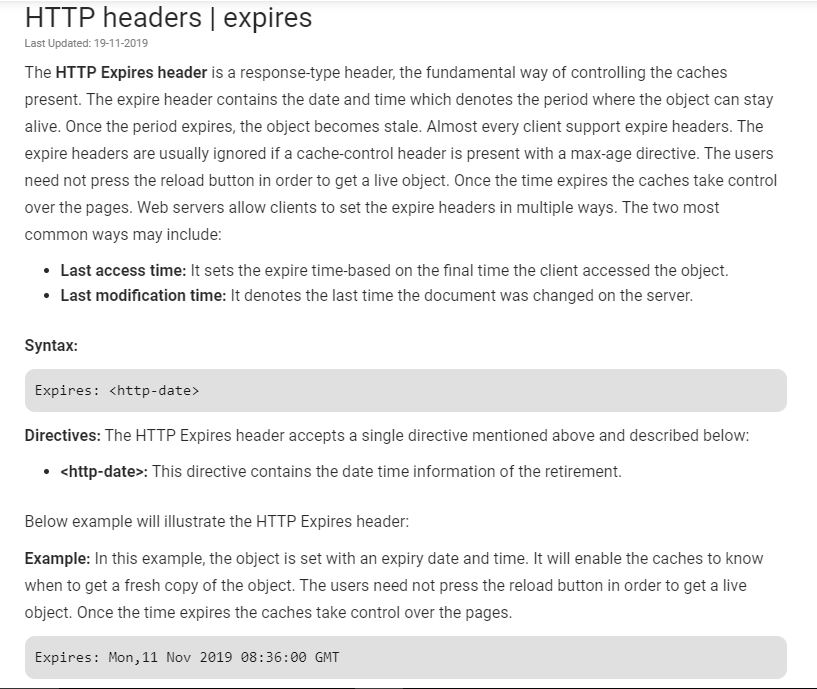 HTTP headers | expires
Last Updated: 19-11-2019
The HTTP Expires header is a response-type header, the fundamental way of controlling the caches
present. The expire header contains the date and time which denotes the period where the object can stay
alive. Once the period expires, the object becomes stale. Almost every client support expire headers. The
expire headers are usually ignored if a cache-control header is present with a max-age directive. The users
need not press the reload button in order to get a live object. Once the time expires the caches take control
over the pages. Web servers allow clients to set the expire headers in multiple ways. The two most
common ways may include:
• Last access time: It sets the expire time-based on the final time the client accessed the object.
• Last modification time: It denotes the last time the document was changed on the server.
Syntax:
Expires: <http-date>
Directives: The HTTP Expires header accepts a single directive mentioned above and described below:
• <http-date>: This directive contains the date time information of the retirement.
Below example will illustrate the HTTP Expires header:
Example: In this example, the object is set with an expiry date and time. It will enable the caches to know
when to get a fresh copy of the object. The users need not press the reload button in order to get a live
object. Once the time expires the caches take control over the pages.
Expires: Mon,11 Nov 2019 08:36:00 GMT